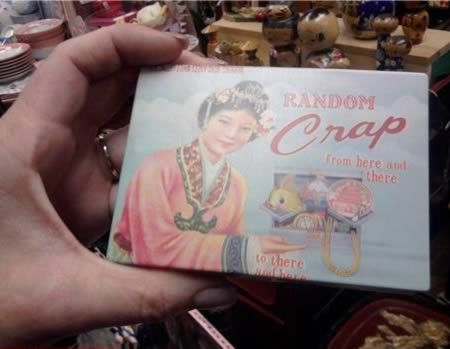 RANDOM
Crap
from here and
there
to there
and here